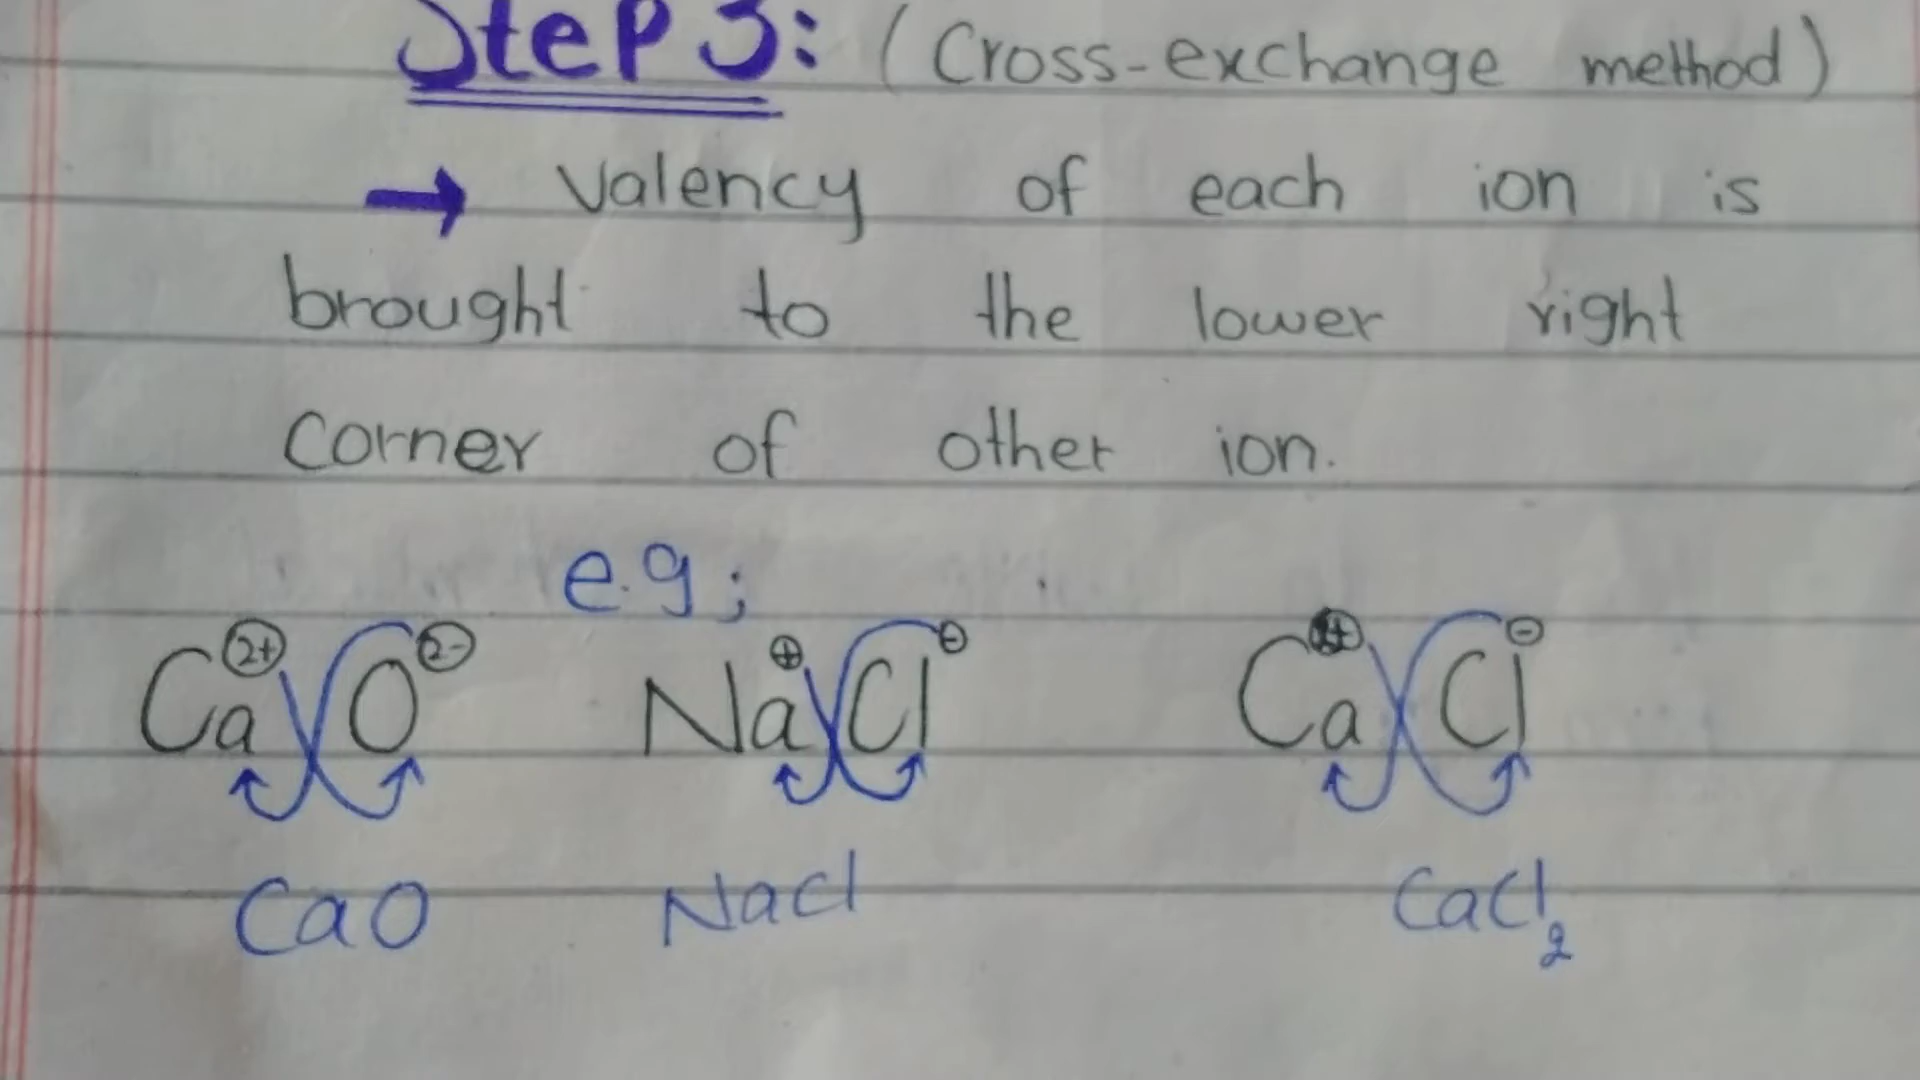 Step 3: (Cross-exchange method)
→ Valency of each ion is
brought to the lower right
Corner of other ion.
e.g;
Ca²⁺ O²⁻ Na⁺ Cl⁻ Ca Cl⁻
CaO NaCl CaCl₂